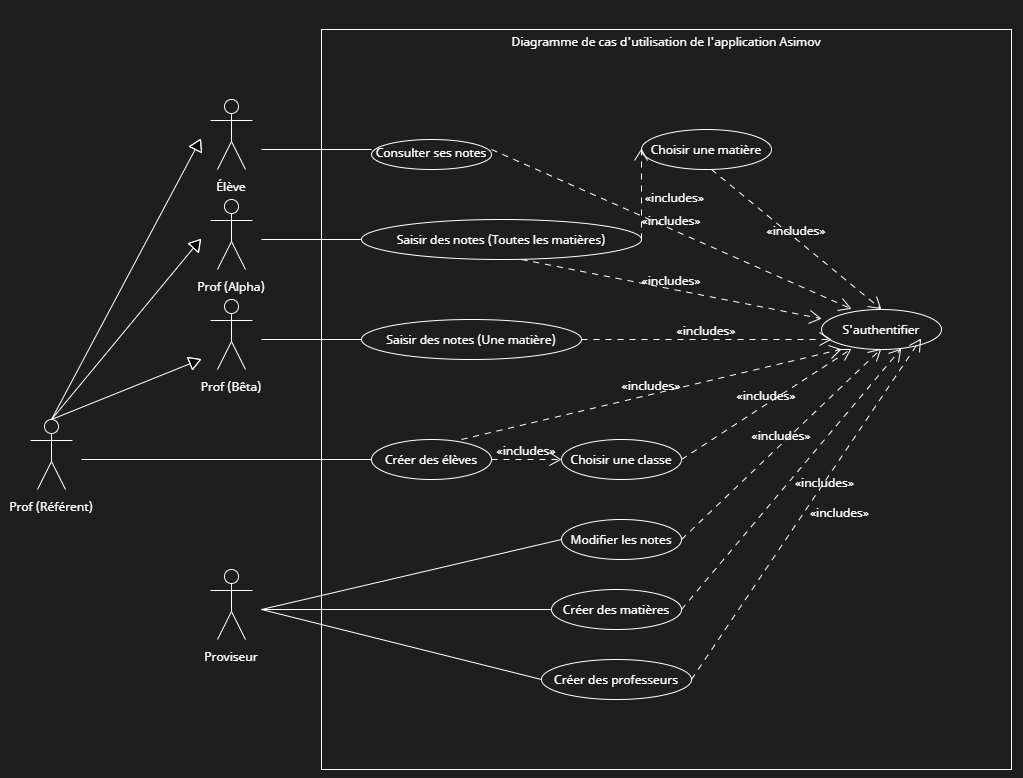 Diagramme de cas d'utilisation de l'application Asimov
Élève
Consulter ses notes
Choisir une matière
«includes»
«includes»
«includes»
Prof (Alpha)
Saisir des notes (Toutes les matières)
«includes»
Prof (Bêta)
Saisir des notes (Une matière)
«includes»
S'authentifier
«includes»
«includes»
Prof (Référent)
Créer des élèves
«includes»
Choisir une classe
«includes»
«includes»
«includes»
Modifier les notes
Proviseur
Créer des matières
Créer des professeurs